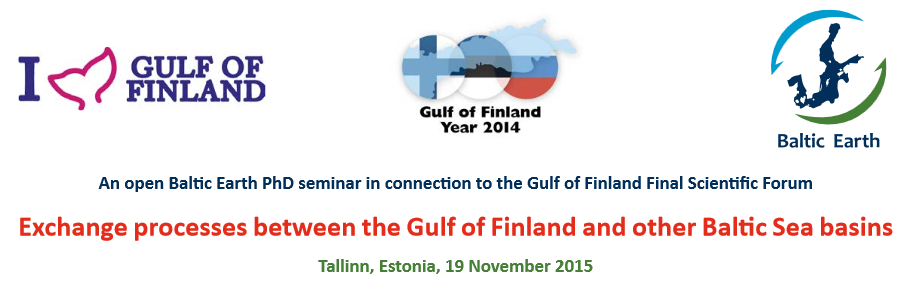 I GULF OF
FINLAND
Gulf of Finland
Year 2014
Baltic Earth
An open Baltic Earth PhD seminar in connection to the Gulf of Finland Final Scientific Forum
Exchange processes between the Gulf of Finland and other Baltic Sea basins
Tallinn, Estonia, 19 November 2015